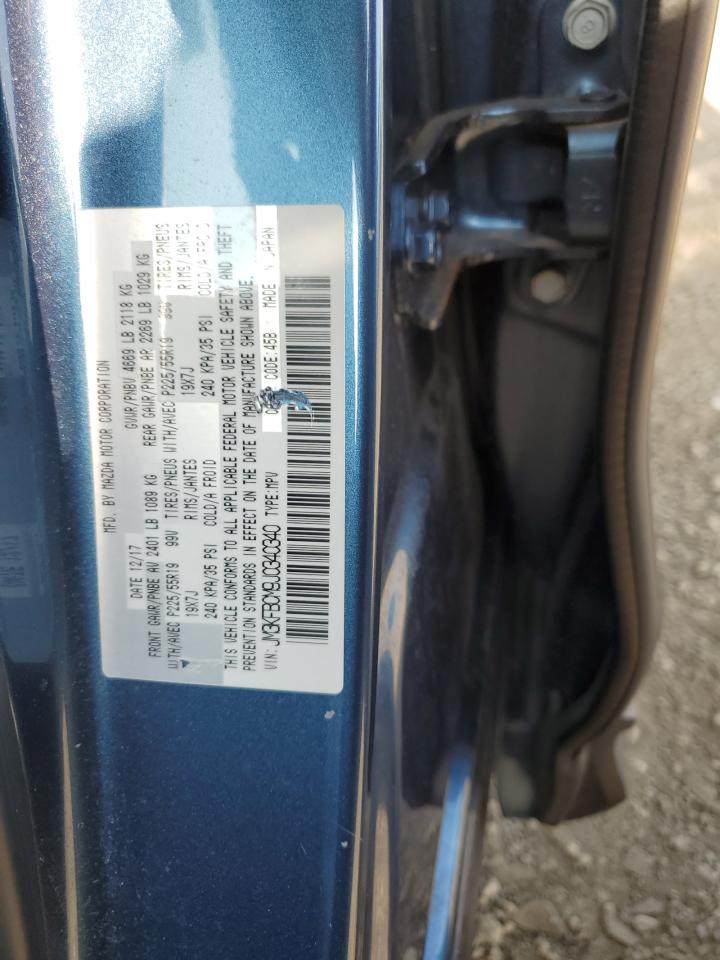 MFD. BY MAZDA MOTOR CORPORATION
DATE 12/17 GVWR/PNBV 4669 LB 2118 KG
FRONT GAWR/PNBE AV 2401 LB 1089 KG REAR GAWR/PNBE AR 2269 LB 1029 KG
WITH/AVEC P225/55R19 99V TIRES/PNEUS WITH/AVEC P225/55R19 99V TIRES/PNEUS
19X7J RIMS/JANTES 19X7J RIMS/JANTES
240 KPA/35 PSI COLD/A FROID 240 KPA/35 PSI COLD/A FROID
THIS VEHICLE CONFORMS TO ALL APPLICABLE FEDERAL MOTOR VEHICLE SAFETY AND THEFT
PREVENTION STANDARDS IN EFFECT ON THE DATE OF MANUFACTURE SHOWN ABOVE.
VIN: JM3KFBCM9J0340340 TYPE:MPV CODE:45B MADE IN JAPAN
8